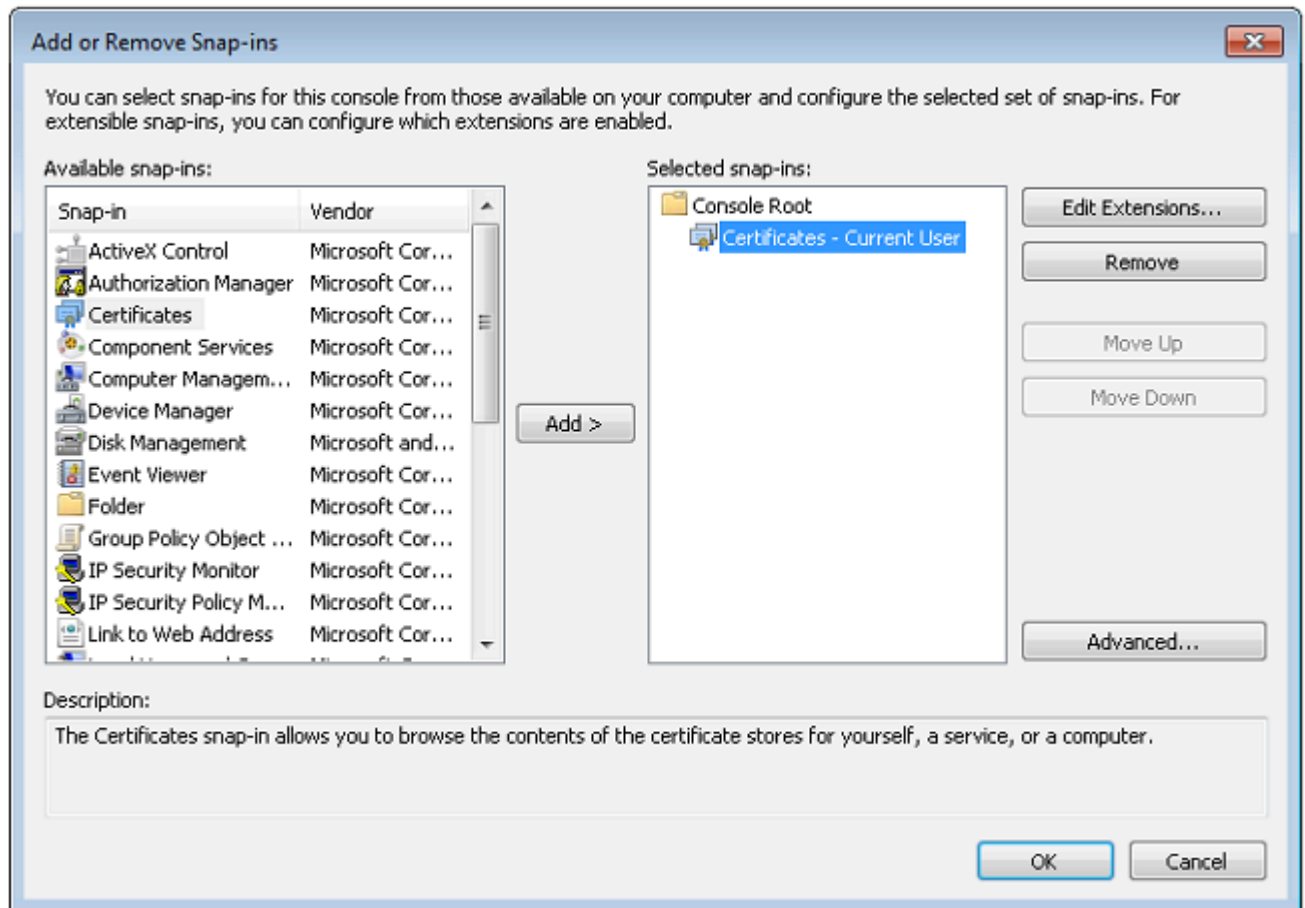 Add or Remove Snap-ins
You can select snap-ins for this console from those available on your computer and configure the selected set of snap-ins. For
extensible snap-ins, you can configure which extensions are enabled.
Available snap-ins:
Snap-in Vendor
ActiveX Control Microsoft Cor...
Authorization Manager Microsoft Cor...
Certificates Microsoft Cor...
Component Services Microsoft Cor...
Computer Managem... Microsoft Cor...
Device Manager Microsoft Cor...
Disk Management Microsoft and...
Event Viewer Microsoft Cor...
Folder Microsoft Cor...
Group Policy Object ... Microsoft Cor...
IP Security Monitor Microsoft Cor...
IP Security Policy M... Microsoft Cor...
Link to Web Address Microsoft Cor...
Add >
Selected snap-ins:
Console Root
Certificates - Current User
Edit Extensions...
Remove
Move Up
Move Down
Advanced...
Description:
The Certificates snap-in allows you to browse the contents of the certificate stores for yourself, a service, or a computer.
OK
Cancel